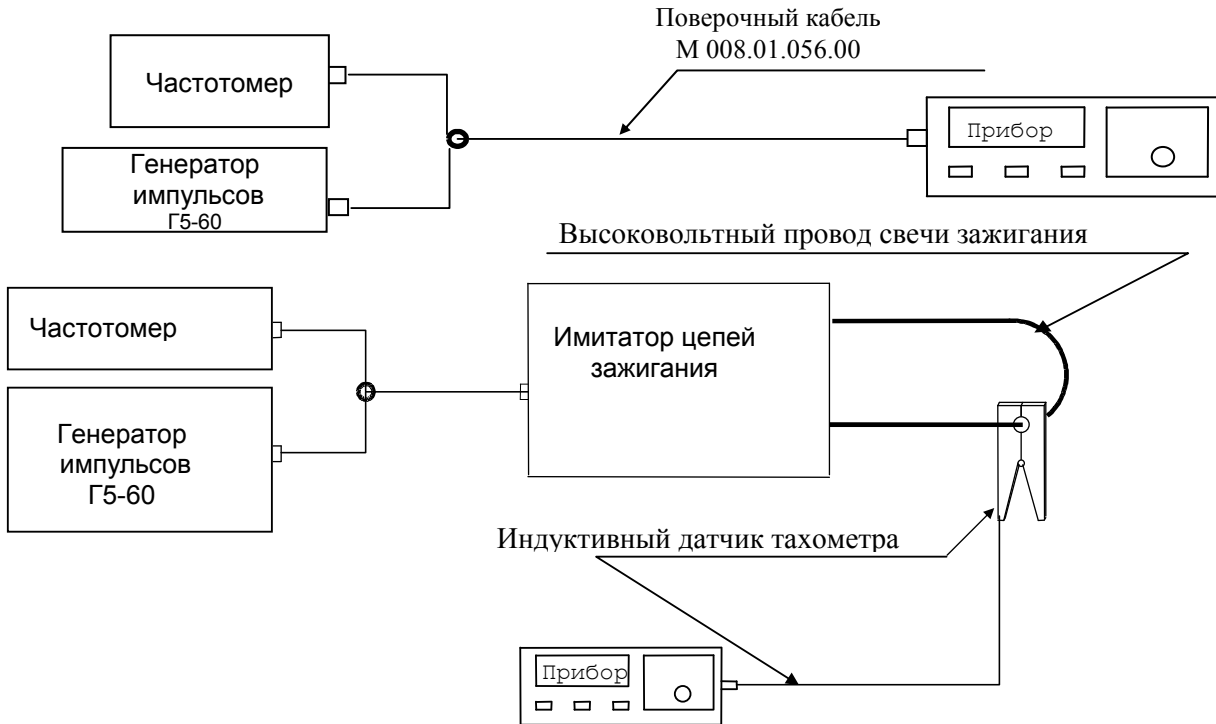 Поверочный кабель
М 008.01.056.00
Частотомер
Прибор
Генератор
импульсов
Г5-60
Высоковольтный провод свечи зажигания
Частотомер
Имитатор цепей
зажигания
Генератор
импульсов
Г5-60
Индуктивный датчик тахометра
Прибор